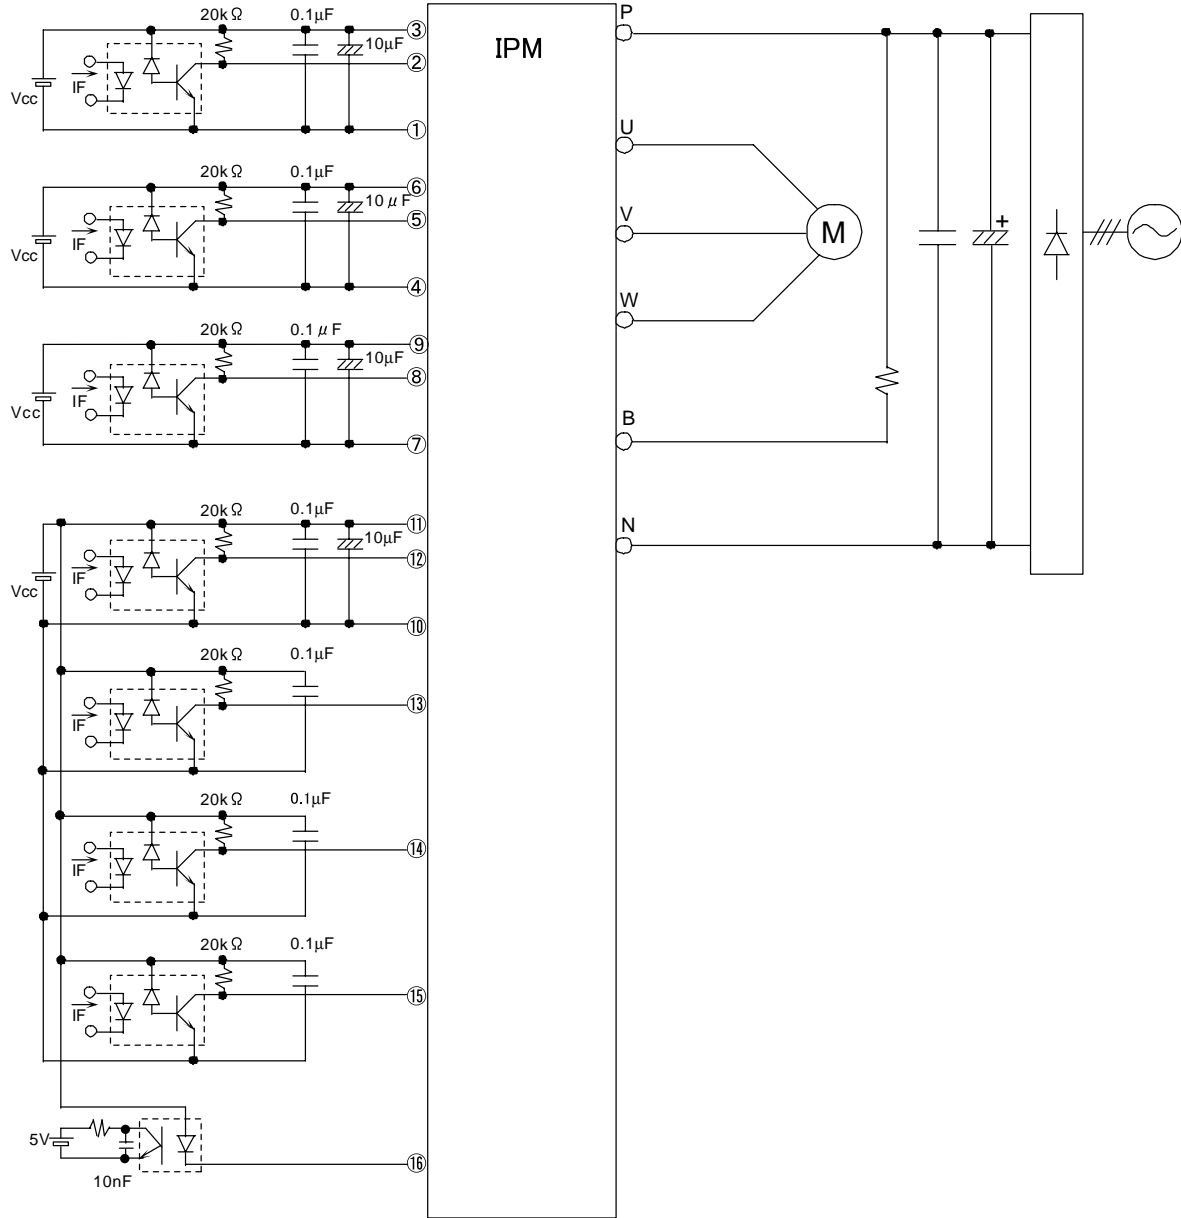 20kΩ 0.1μF ③ P
10μF IPM
②
IF
Vcc
① U
20kΩ 0.1μF ⑥
10μF
⑤ V M +
IF
Vcc
④ W
20kΩ 0.1μF ⑨
10μF
⑧
IF
Vcc B
⑦
20kΩ 0.1μF ⑪ N
10μF
⑫
IF
Vcc
⑩
20kΩ 0.1μF
⑬
IF
20kΩ 0.1μF
⑭
IF
20kΩ 0.1μF
⑮
IF
5V
⑯
10nF